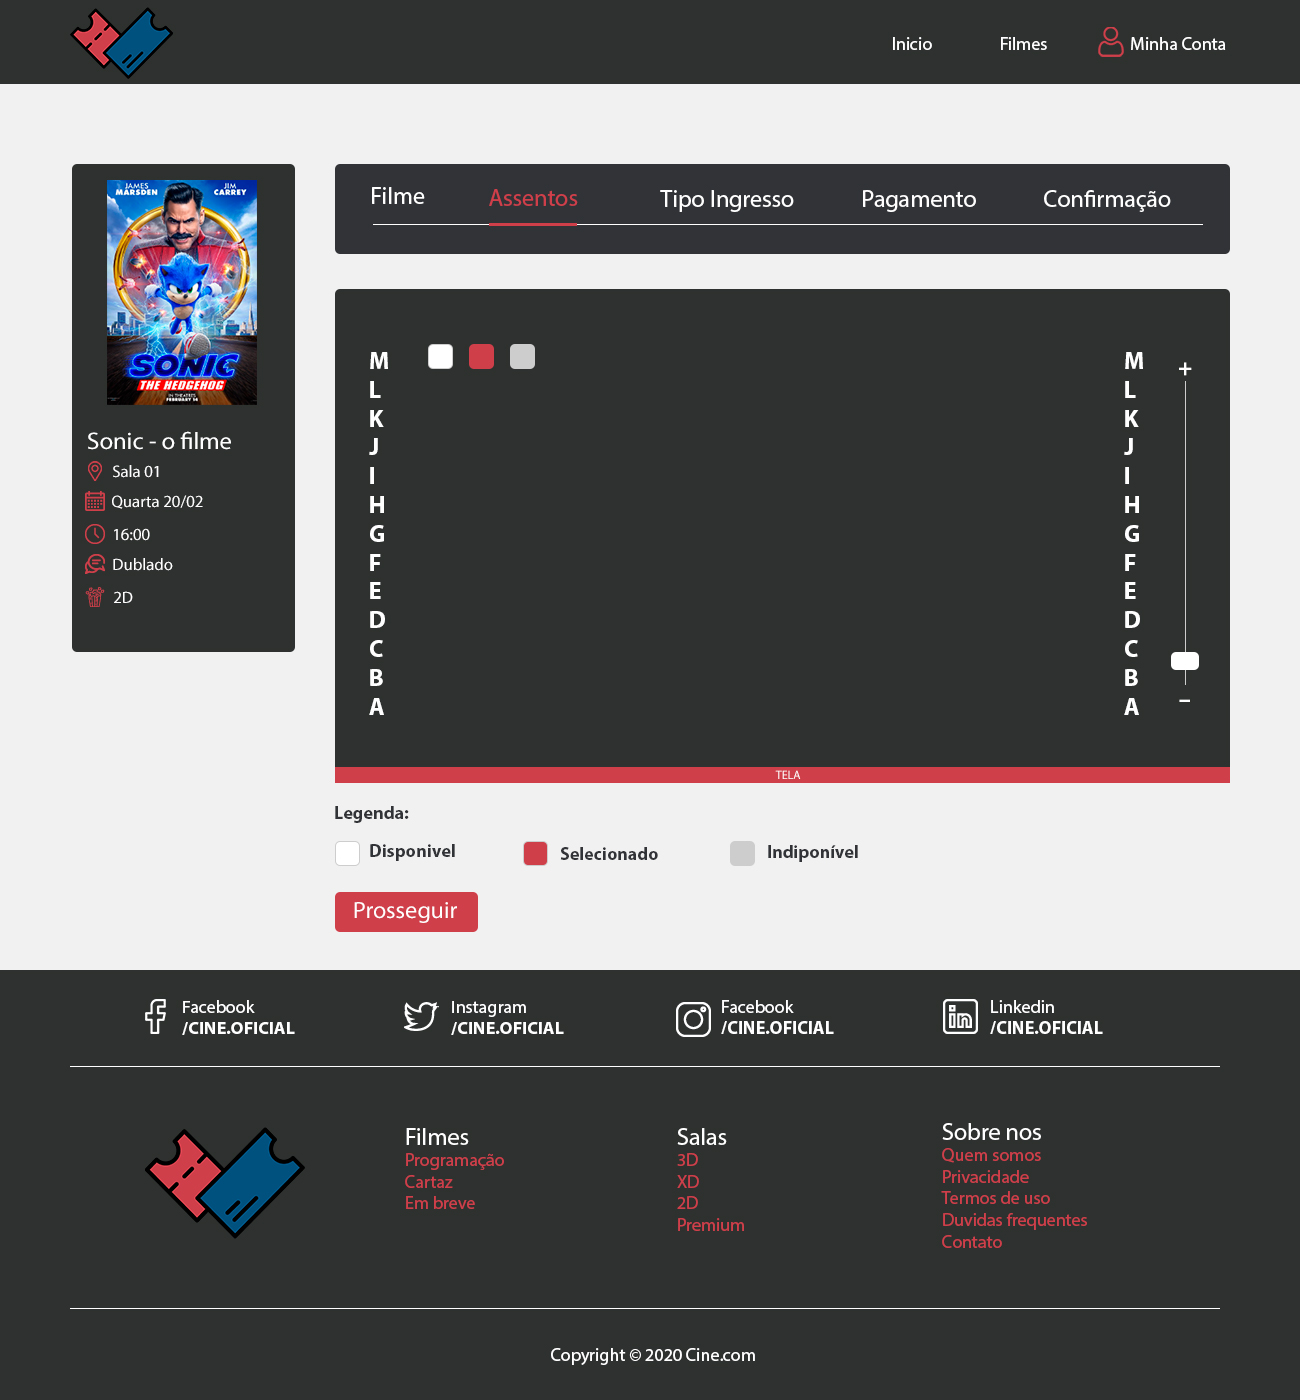 Inicio
Filmes
Minha Conta
JAMES MARSDEN
JIM CARREY
SONIC
THE HEDGEHOG
IN THEATRES
FEBRUARY 14
Sonic - o filme
Sala 01
Quarta 20/02
16:00
Dublado
2D
Filme
Assentos
Tipo Ingresso
Pagamento
Confirmação
M M +
L L
K K
J J
I I
H H
G G
F F
E E
D D
C C
B B
A A −
TELA
Legenda:
Disponivel
Selecionado
Indiponível
Prosseguir
Facebook
/CINE.OFICIAL
Instagram
/CINE.OFICIAL
Facebook
/CINE.OFICIAL
Linkedin
/CINE.OFICIAL
Filmes
Programação
Cartaz
Em breve
Salas
3D
XD
2D
Premium
Sobre nos
Quem somos
Privacidade
Termos de uso
Duvidas frequentes
Contato
Copyright © 2020 Cine.com